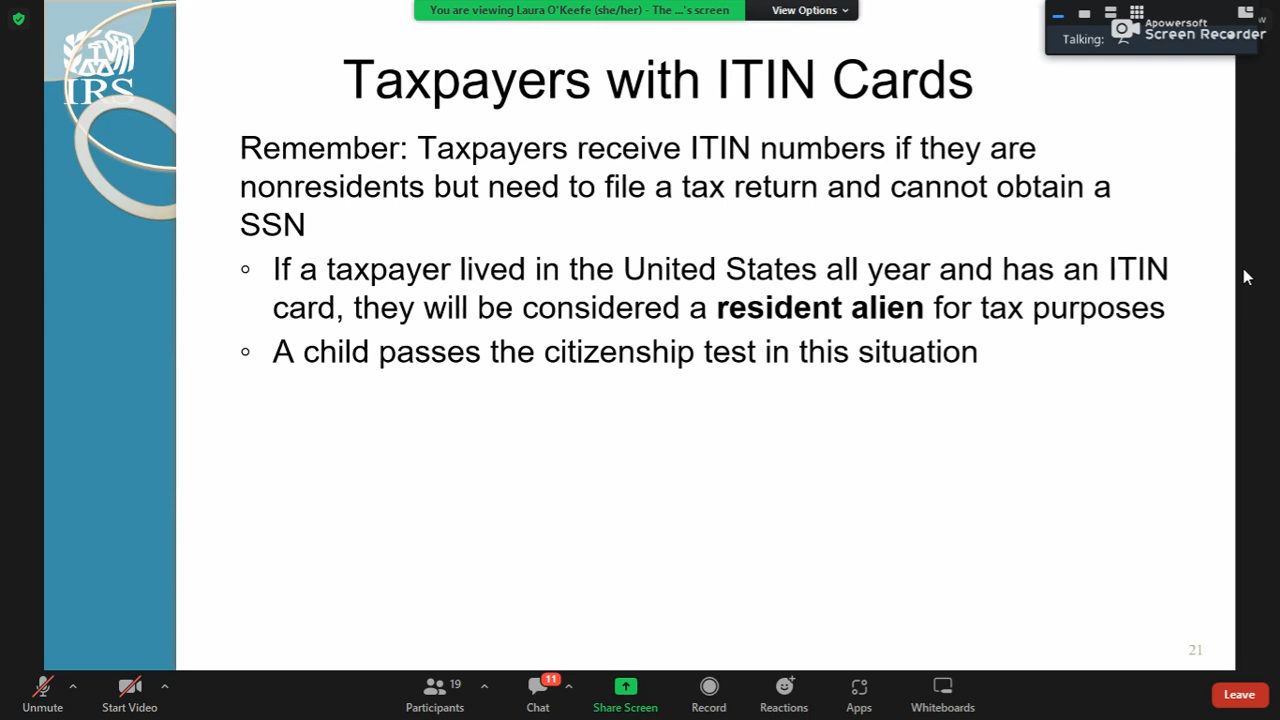 You are viewing Laura O'Keefe (she/her) - The ...'s screen
View Options
Apowersoft
Screen Recorder
Talking:
IRS
Taxpayers with ITIN Cards
Remember: Taxpayers receive ITIN numbers if they are
nonresidents but need to file a tax return and cannot obtain a
SSN
◦ If a taxpayer lived in the United States all year and has an ITIN
card, they will be considered a resident alien for tax purposes
◦ A child passes the citizenship test in this situation
21
Unmute
Start Video
Participants
19
Chat
11
Share Screen
Record
Reactions
Apps
Whiteboards
Leave